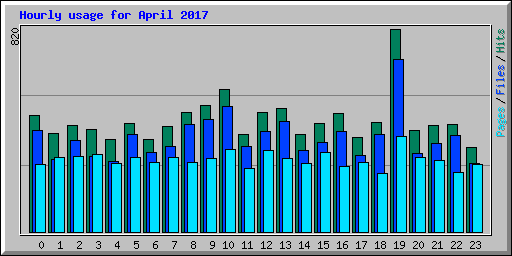 Hourly usage for April 2017
820
Pages / Files / Hits
0 1 2 3 4 5 6 7 8 9 10 11 12 13 14 15 16 17 18 19 20 21 22 23